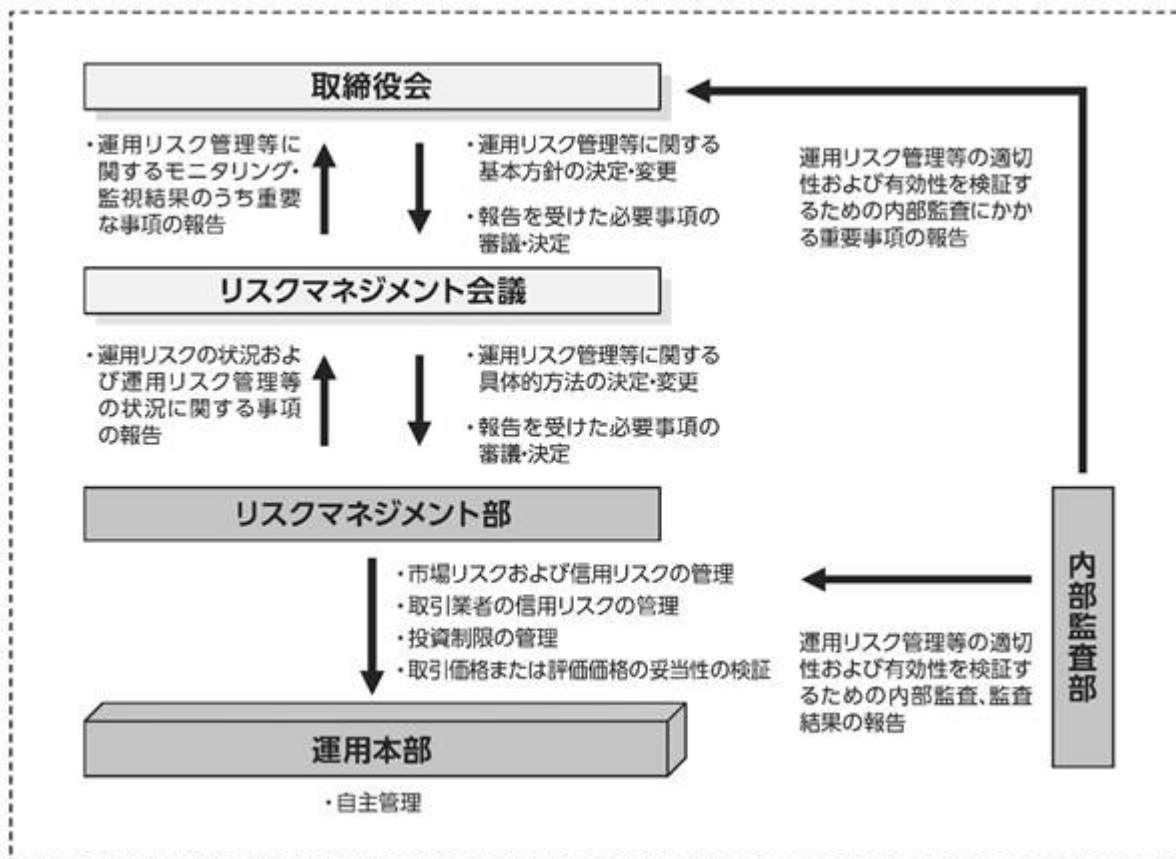 取締役会
・運用リスク管理等に
関するモニタリング・
監視結果のうち重要
な事項の報告
・運用リスク管理等に関する
基本方針の決定・変更
・報告を受けた必要事項の
審議・決定
運用リスク管理等の適切
性および有効性を検証す
るための内部監査にかか
る重要事項の報告
リスクマネジメント会議
・運用リスクの状況およ
び運用リスク管理等
の状況に関する事項
の報告
・運用リスク管理等に関する
具体的方法の決定・変更
・報告を受けた必要事項の
審議・決定
リスクマネジメント部
・市場リスクおよび信用リスクの管理
・取引業者の信用リスクの管理
・投資制限の管理
・取引価格または評価価格の妥当性の検証
内部監査部
運用リスク管理等の適切
性および有効性を検証す
るための内部監査、監査
結果の報告
運用本部
・自主管理